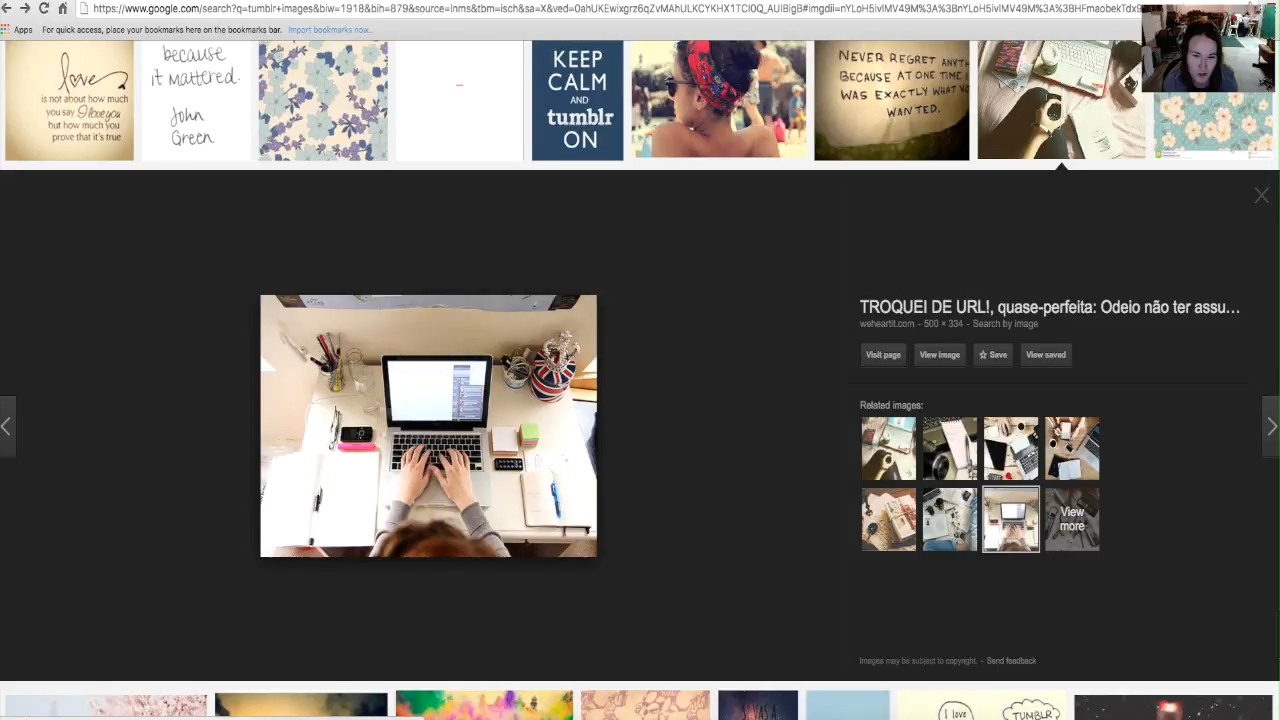 https://www.google.com/search?q=tumblr+images&biw=1918&bih=879&source=lnms&tbm=isch&sa=X&ved=0ahUKEwixgrz6qZvMAhULKCYKHX1TCI0Q_AUIBigB#imgdii=nYLoH5ivlMV49M%3A%3BnYLoH5ivlMV49M%3A%3BHFmaobekTdx9
Apps For quick access, place your bookmarks here on the bookmarks bar. Import bookmarks now...
love
is not about how much
you say I love you
but how much you
prove that it's true
because
it mattered.
John
Green
KEEP
CALM
AND
tumblr
ON
NEVER REGRET ANYTH
BECAUSE AT ONE TIME I
WAS EXACTLY WHAT YO
WANTED.
TROQUEI DE URL!, quase-perfeita: Odeio não ter assu...
weheartit.com - 500 × 334 - Search by image
Visit page View image Save View saved
Related images:
View
more
Images may be subject to copyright. - Send feedback
I love
TUMBLR